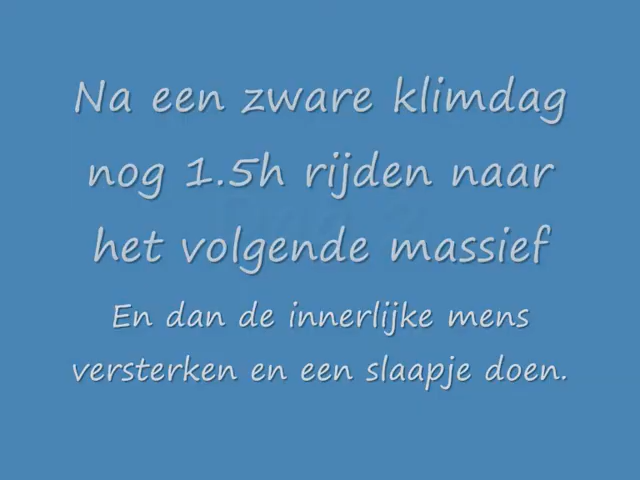 Na een zware klimdag
nog 1.5h rijden naar
het volgende massief
En dan de innerlijke mens
versterken en een slaapje doen.